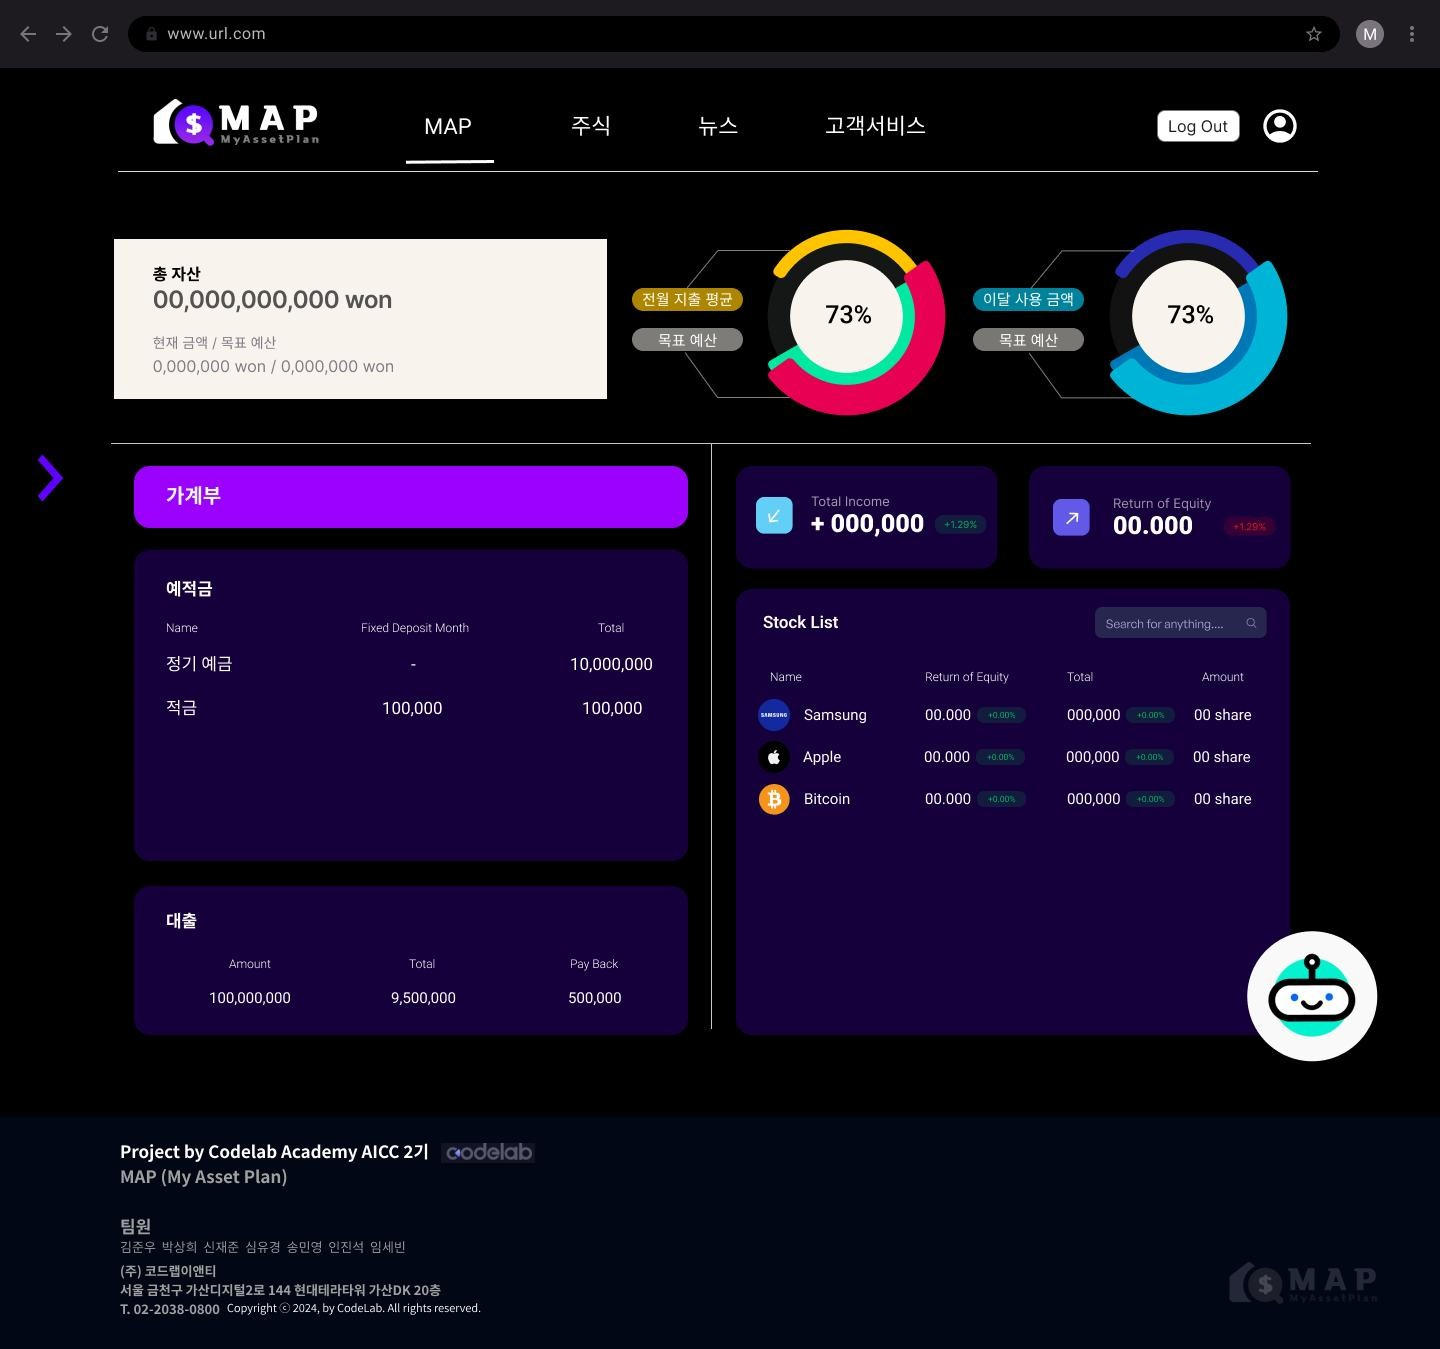 www.url.com
M
MAP
MyAssetPlan
MAP
주식
뉴스
고객서비스
Log Out
총 자산
00,000,000,000 won
현재 금액 / 목표 예산
0,000,000 won / 0,000,000 won
전월 지출 평균
목표 예산
73%
이달 사용 금액
목표 예산
73%
가계부
예적금
Name Fixed Deposit Month Total
정기 예금 - 10,000,000
적금 100,000 100,000
대출
Amount Total Pay Back
100,000,000 9,500,000 500,000
Total Income
+ 000,000 +1.29%
Return of Equity
00.000 +1.29%
Stock List
Search for anything....
Name Return of Equity Total Amount
SAMSUNG Samsung 00.000 +0.00% 000,000 +0.00% 00 share
Apple 00.000 +0.00% 000,000 +0.00% 00 share
Bitcoin 00.000 +0.00% 000,000 +0.00% 00 share
Project by Codelab Academy AICC 2기 codelab
MAP (My Asset Plan)
팀원
김준우 박상희 신재준 심유경 송민영 인진석 임세빈
(주) 코드랩이앤티
서울 금천구 가산디지털2로 144 현대테라타워 가산DK 20층
T. 02-2038-0800 Copyright ⓒ 2024, by CodeLab. All rights reserved.
MAP
MyAssetPlan